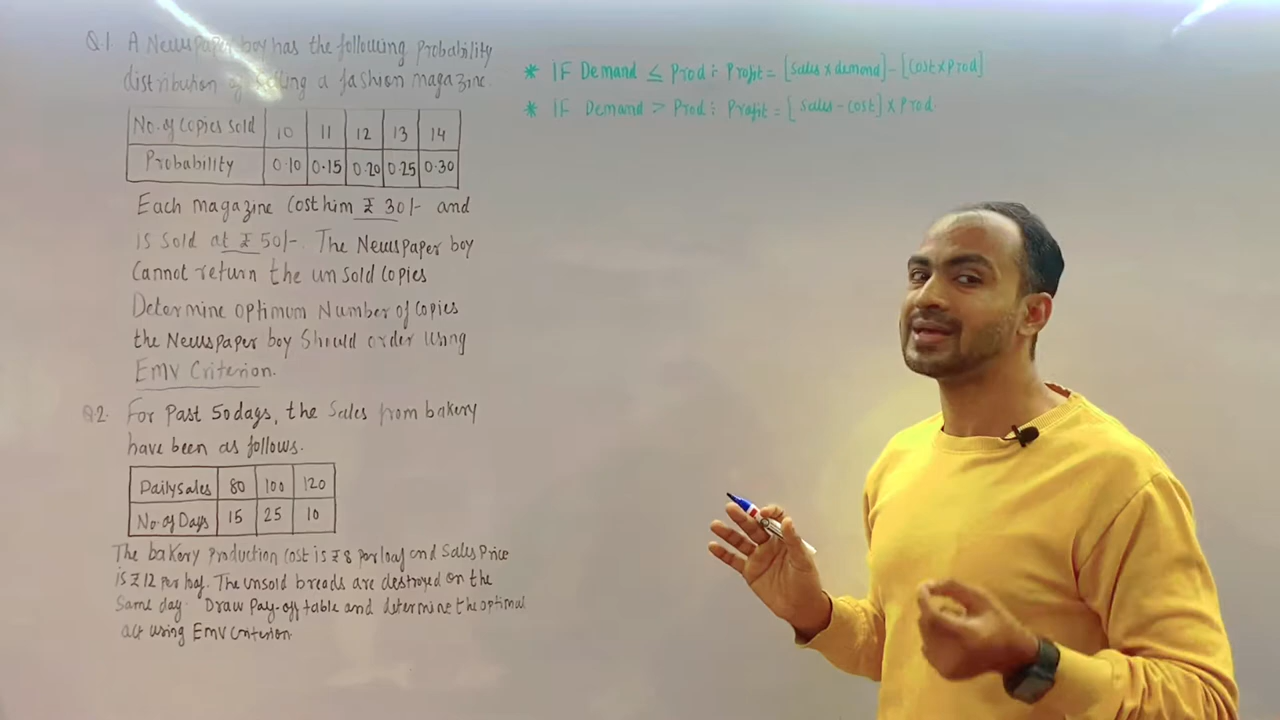 Q1. A Newspaper boy has the following Probability
distribution of selling a fashion magazine.
No. of Copies Sold 10 11 12 13 14
Probability 0.10 0.15 0.20 0.25 0.30
Each magazine Cost him ₹ 30/- and
is sold at ₹ 50/-. The Newspaper boy
Cannot return the unsold copies
Determine optimum Number of Copies
the Newspaper boy Should order Using
EMV Criterion.
Q2. For Past 50 days, the Sales from bakery
have been as follows.
Daily Sales 80 100 120
No. of Days 15 25 10
The bakery Production Cost is ₹ 8 Per loaf and Sales Price
is ₹ 12 Per loaf. The unsold breads are destroyed on the
Same day. Draw Pay-off table and determine the optimal
act using EMV Criterion.
* IF Demand ≤ Prod : Profit = [Sales x demand] - [Cost x Prod]
* IF Demand > Prod : Profit = [Sales - Cost] x Prod.